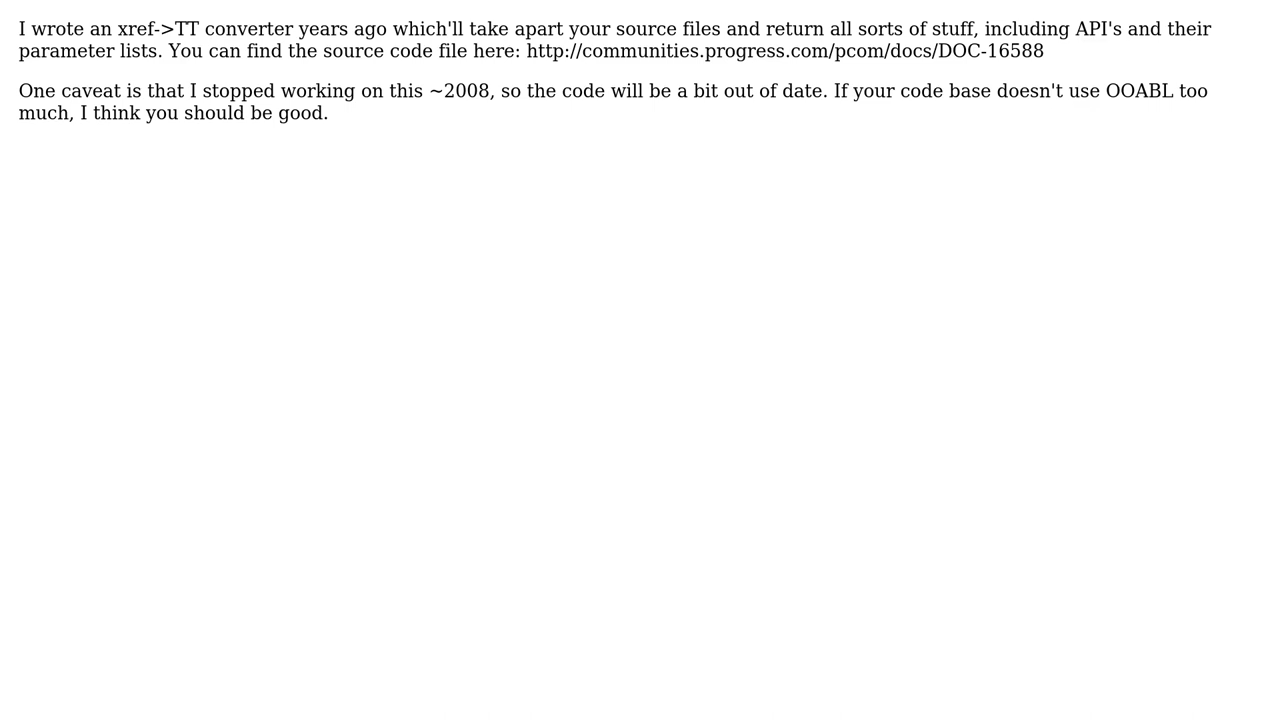 I wrote an xref->TT converter years ago which'll take apart your source files and return all sorts of stuff, including API's and their
parameter lists. You can find the source code file here: http://communities.progress.com/pcom/docs/DOC-16588
One caveat is that I stopped working on this ~2008, so the code will be a bit out of date. If your code base doesn't use OOABL too
much, I think you should be good.